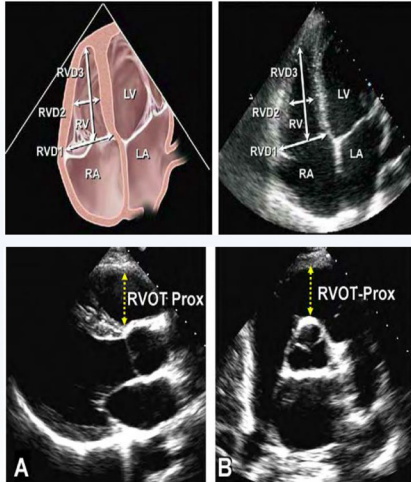 RVD3
LV
RVD2
RV
RVD1
LA
RA
RVD3
LV
RVD2
RV
RVD1
LA
RA
RVOT Prox
A
RVOT-Prox
B